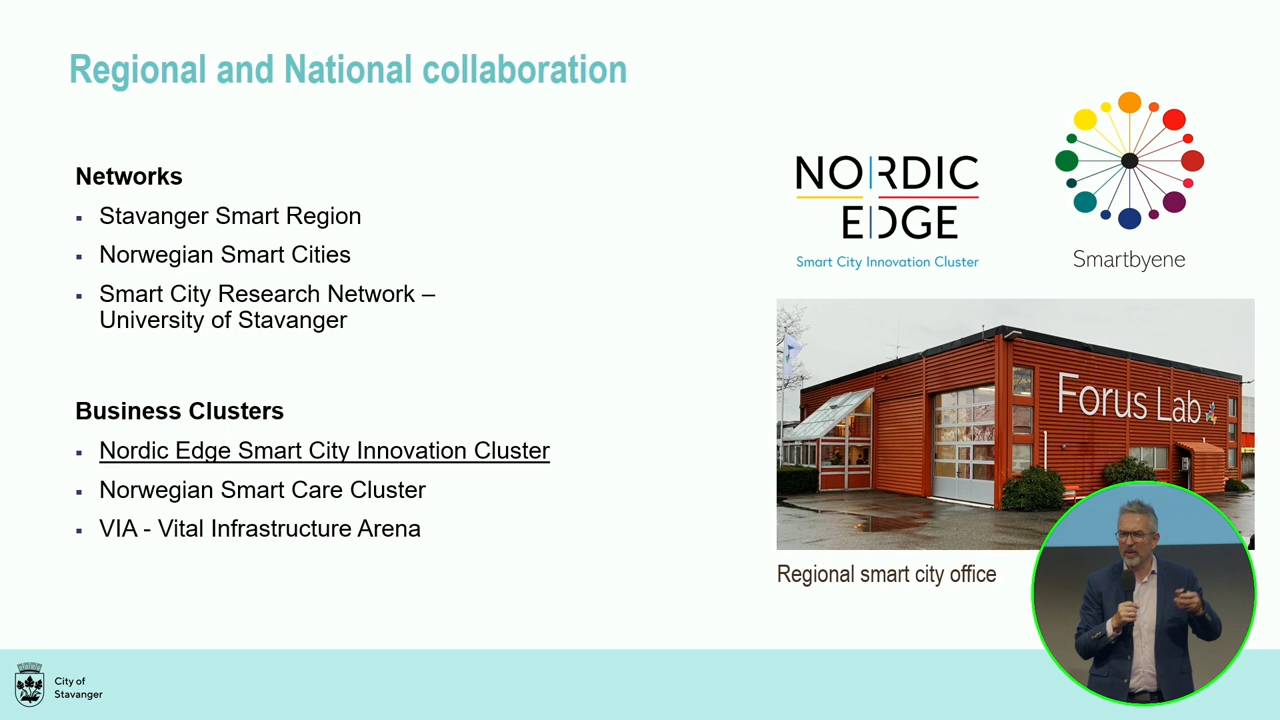 Regional and National collaboration
Networks
▪ Stavanger Smart Region
▪ Norwegian Smart Cities
▪ Smart City Research Network –
University of Stavanger
Business Clusters
▪ Nordic Edge Smart City Innovation Cluster
▪ Norwegian Smart Care Cluster
▪ VIA - Vital Infrastructure Arena
NORDIC
EDGE
Smart City Innovation Cluster
Smartbyene
Forus Lab
Regional smart city office
City of
Stavanger